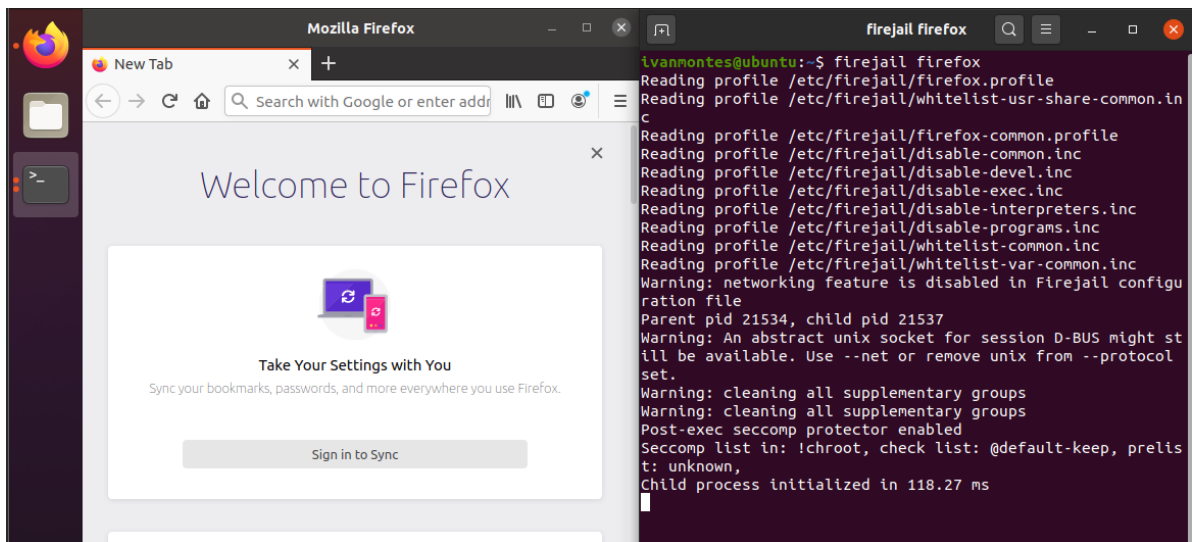 Mozilla Firefox
New Tab
Search with Google or enter addr
Welcome to Firefox
Take Your Settings with You
Sync your bookmarks, passwords, and more everywhere you use Firefox.
Sign in to Sync
firejail firefox
ivanmontes@ubuntu:~$ firejail firefox
Reading profile /etc/firejail/firefox.profile
Reading profile /etc/firejail/whitelist-usr-share-common.in
c
Reading profile /etc/firejail/firefox-common.profile
Reading profile /etc/firejail/disable-common.inc
Reading profile /etc/firejail/disable-devel.inc
Reading profile /etc/firejail/disable-exec.inc
Reading profile /etc/firejail/disable-interpreters.inc
Reading profile /etc/firejail/disable-programs.inc
Reading profile /etc/firejail/whitelist-common.inc
Reading profile /etc/firejail/whitelist-var-common.inc
Warning: networking feature is disabled in Firejail configu
ration file
Parent pid 21534, child pid 21537
Warning: An abstract unix socket for session D-BUS might st
ill be available. Use --net or remove unix from --protocol
set.
Warning: cleaning all supplementary groups
Warning: cleaning all supplementary groups
Post-exec seccomp protector enabled
Seccomp list in: !chroot, check list: @default-keep, prelis
t: unknown,
Child process initialized in 118.27 ms